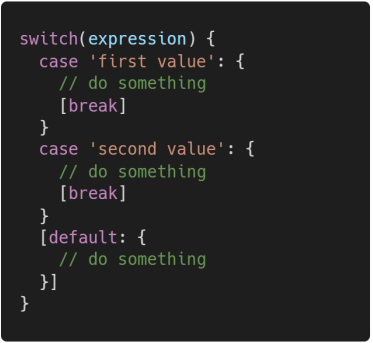 switch(expression) {
  case 'first value': {
    // do something
    [break]
  }
  case 'second value': {
    // do something
    [break]
  }
  [default: {
    // do something
  }]
}